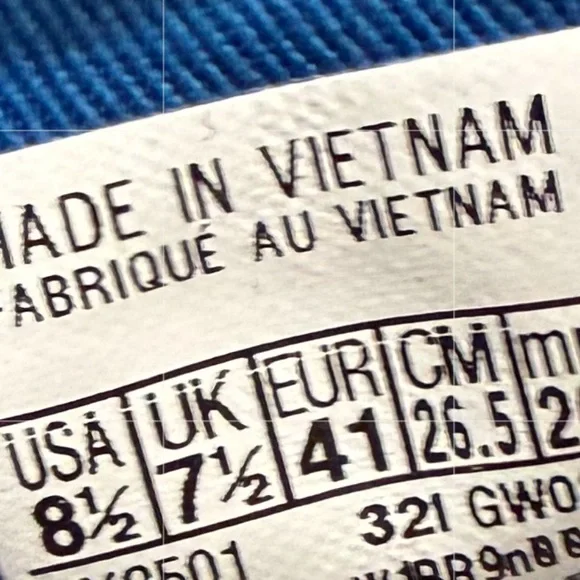 MADE IN VIETNAM
FABRIQUÉ AU VIETNAM
USA UK EUR CM
8½ 7½ 41 26.5
321 GWO